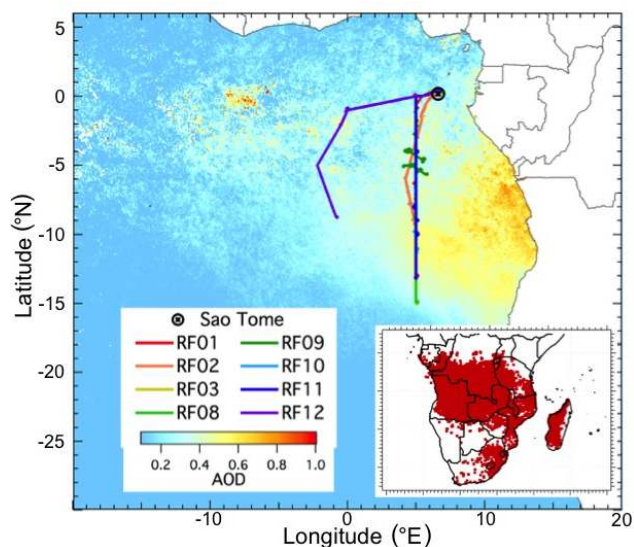 5
0
-5
-10
-15
-20
-25
Latitude (°N)
Sao Tome
RF01 RF09
RF02 RF10
RF03 RF11
RF08 RF12
0.2 0.4 0.6 0.8 1.0
AOD
-10 0 10 20
Longitude (°E)